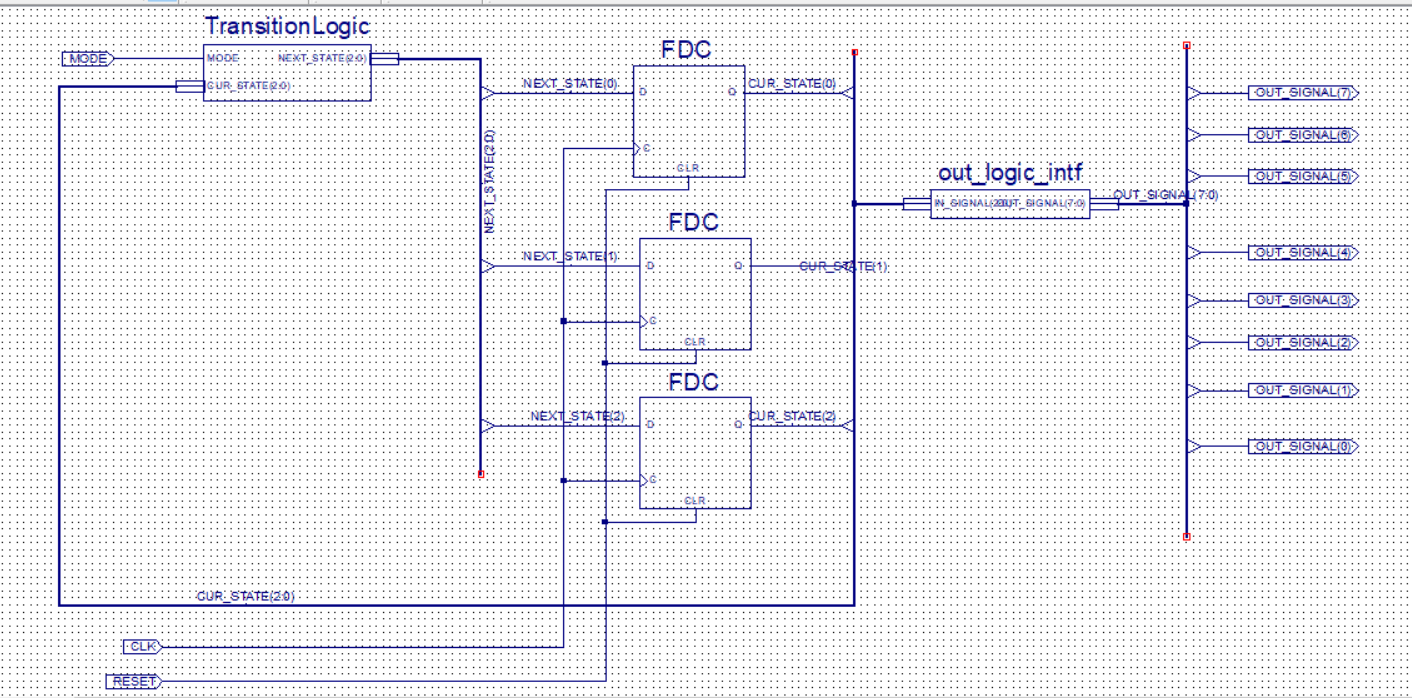 TransitionLogic
MODE
MODE
NEXT_STATE(2:0)
CUR_STATE(2:0)
NEXT_STATE(2:0)
FDC
NEXT_STATE(0)
D
Q
CUR_STATE(0)
C
CLR
FDC
NEXT_STATE(1)
D
Q
CUR_STATE(1)
C
CLR
FDC
NEXT_STATE(2)
D
Q
CUR_STATE(2)
C
CLR
out_logic_intf
IN_SIGNAL(2:0)
OUT_SIGNAL(7:0)
OUT_SIGNAL(7:0)
OUT_SIGNAL(7)
OUT_SIGNAL(6)
OUT_SIGNAL(5)
OUT_SIGNAL(4)
OUT_SIGNAL(3)
OUT_SIGNAL(2)
OUT_SIGNAL(1)
OUT_SIGNAL(0)
CUR_STATE(2:0)
CLK
RESET